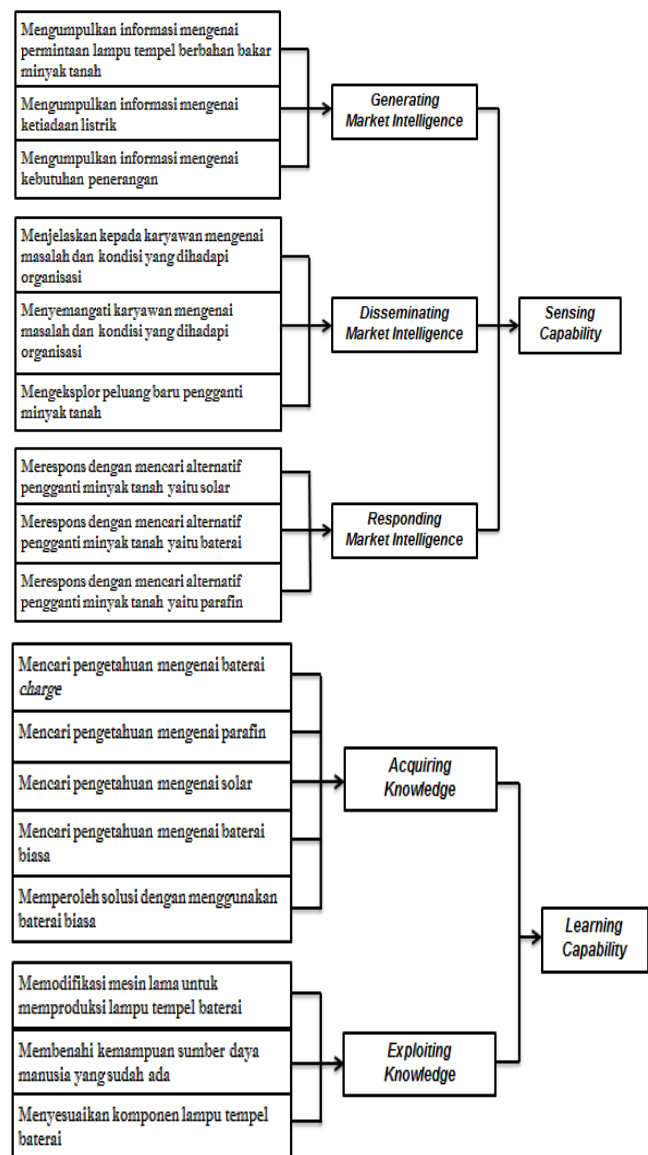 Mengumpulkan informasi mengenai
permintaan lampu tempel berbahan bakar
minyak tanah
Mengumpulkan informasi mengenai
ketiadaan listrik
Mengumpulkan informasi mengenai
kebutuhan penerangan
Generating
Market Intelligence
Menjelaskan kepada karyawan mengenai
masalah dan kondisi yang dihadapi
organisasi
Menyemangati karyawan mengenai
masalah dan kondisi yang dihadapi
organisasi
Mengeksplor peluang baru pengganti
minyak tanah
Disseminating
Market Intelligence
Sensing
Capability
Merespons dengan mencari alternatif
pengganti minyak tanah yaitu solar
Merespons dengan mencari alternatif
pengganti minyak tanah yaitu baterai
Merespons dengan mencari alternatif
pengganti minyak tanah yaitu parafin
Responding
Market Intelligence
Mencari pengetahuan mengenai baterai
charge
Mencari pengetahuan mengenai parafin
Mencari pengetahuan mengenai solar
Mencari pengetahuan mengenai baterai
biasa
Memperoleh solusi dengan menggunakan
baterai biasa
Acquiring
Knowledge
Learning
Capability
Memodifikasi mesin lama untuk
memproduksi lampu tempel baterai
Membenahi kemampuan sumber daya
manusia yang sudah ada
Menyesuaikan komponen lampu tempel
baterai
Exploiting
Knowledge